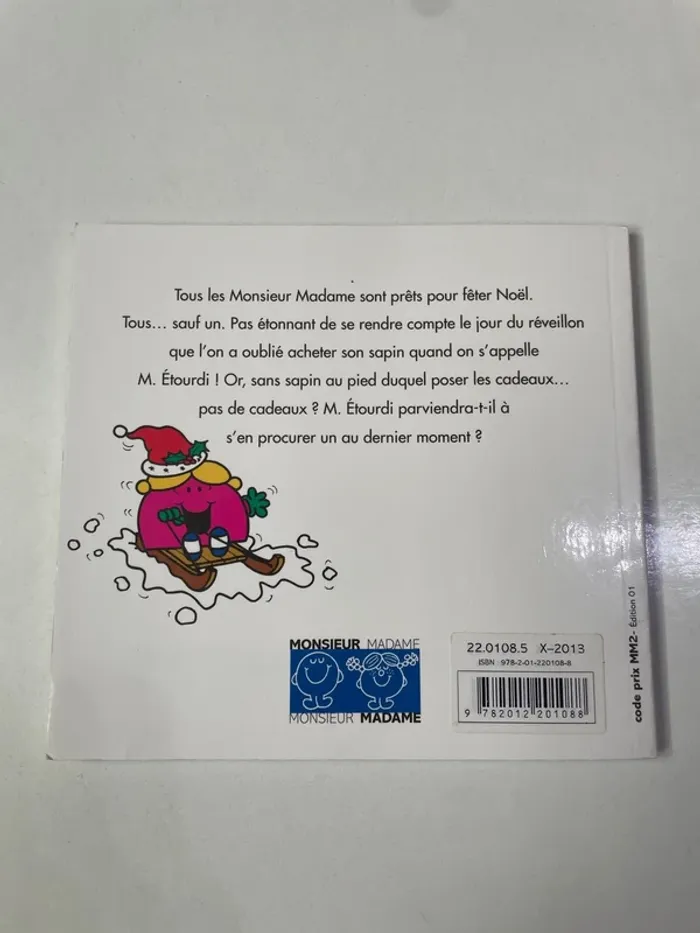 Tous les Monsieur Madame sont prêts pour fêter Noël.
Tous... sauf un. Pas étonnant de se rendre compte le jour du réveillon
que l'on a oublié acheter son sapin quand on s'appelle
M. Étourdi ! Or, sans sapin au pied duquel poser les cadeaux...
pas de cadeaux ? M. Étourdi parviendra-t-il à
s'en procurer un au dernier moment ?
MONSIEUR MADAME
MONSIEUR MADAME
22.0108.5 X-2013
ISBN 978-2-01-220108-8
9 782012 201088
code prix MM2- Édition 01